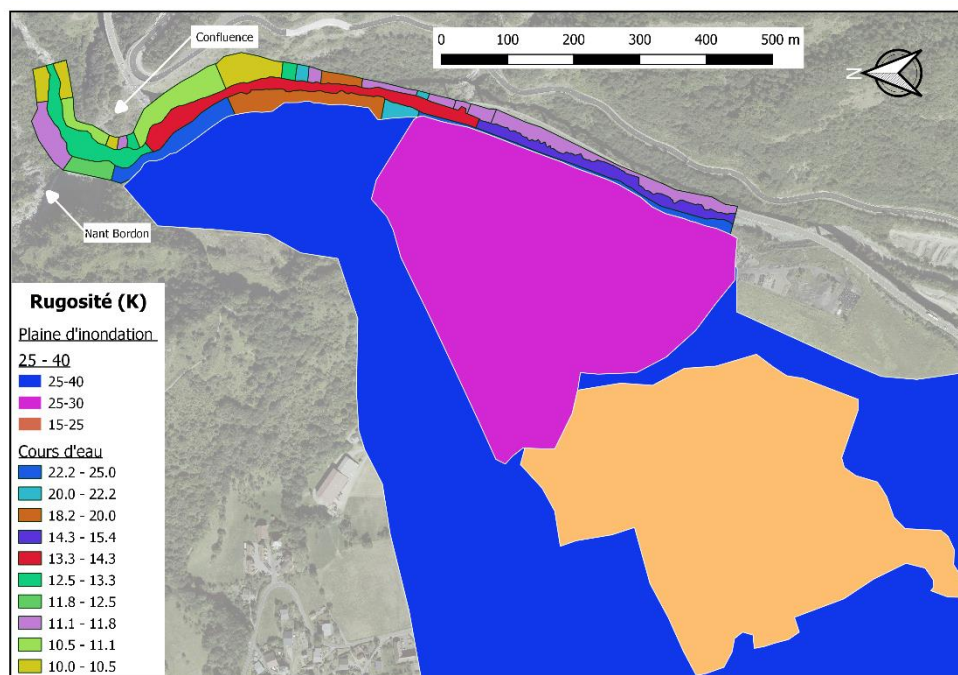 Confluence
0 100 200 300 400 500 m
N
Nant Bordon
Rugosité (K)
Plaine d'inondation
25 - 40
25-40
25-30
15-25
Cours d'eau
22.2 - 25.0
20.0 - 22.2
18.2 - 20.0
14.3 - 15.4
13.3 - 14.3
12.5 - 13.3
11.8 - 12.5
11.1 - 11.8
10.5 - 11.1
10.0 - 10.5